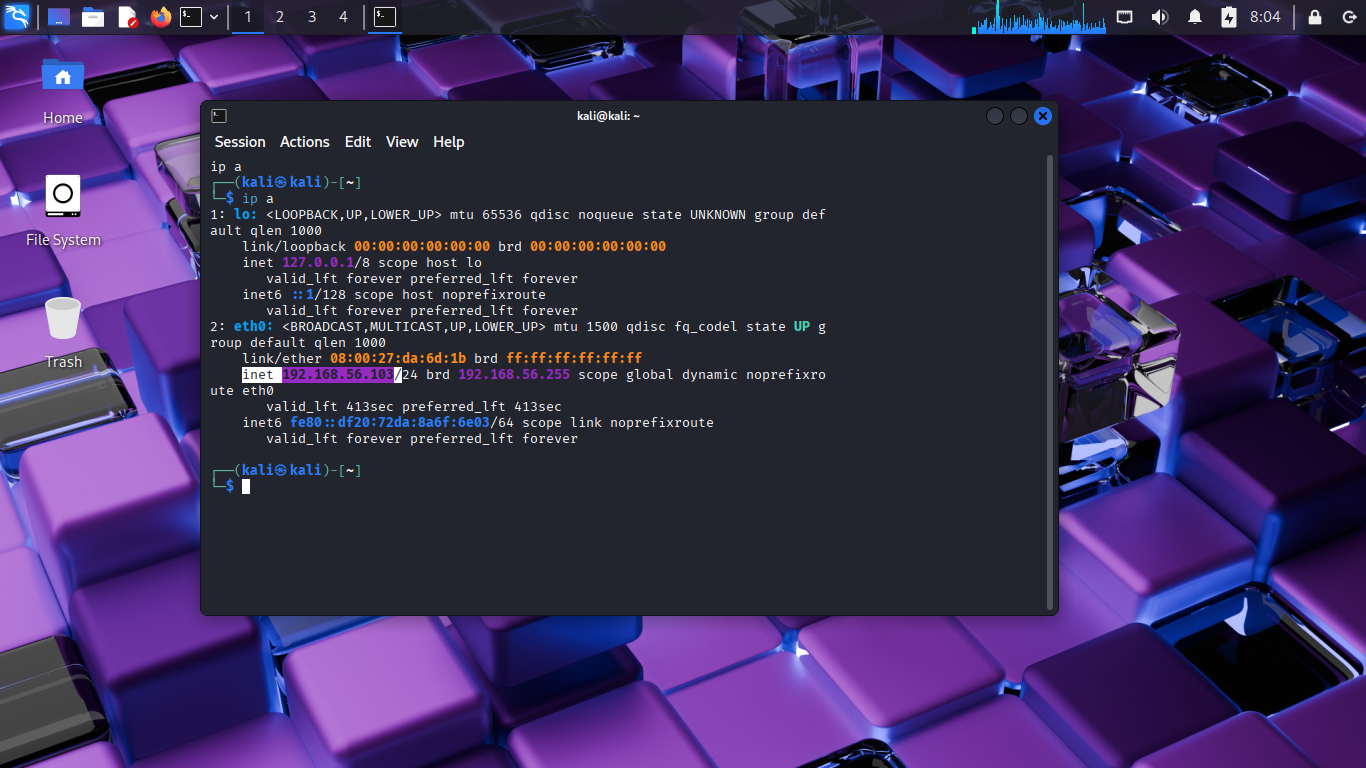 1 2 3 4
8:04
Home
File System
Trash
kali@kali: ~
Session Actions Edit View Help
ip a
┌──(kali㉿kali)-[~]
└─$ ip a
1: lo: <LOOPBACK,UP,LOWER_UP> mtu 65536 qdisc noqueue state UNKNOWN group def
ault qlen 1000
    link/loopback 00:00:00:00:00:00 brd 00:00:00:00:00:00
    inet 127.0.0.1/8 scope host lo
       valid_lft forever preferred_lft forever
    inet6 ::1/128 scope host noprefixroute
       valid_lft forever preferred_lft forever
2: eth0: <BROADCAST,MULTICAST,UP,LOWER_UP> mtu 1500 qdisc fq_codel state UP g
roup default qlen 1000
    link/ether 08:00:27:da:6d:1b brd ff:ff:ff:ff:ff:ff
    inet 192.168.56.103/24 brd 192.168.56.255 scope global dynamic noprefixro
ute eth0
       valid_lft 413sec preferred_lft 413sec
    inet6 fe80::df20:72da:8a6f:6e03/64 scope link noprefixroute
       valid_lft forever preferred_lft forever
┌──(kali㉿kali)-[~]
└─$